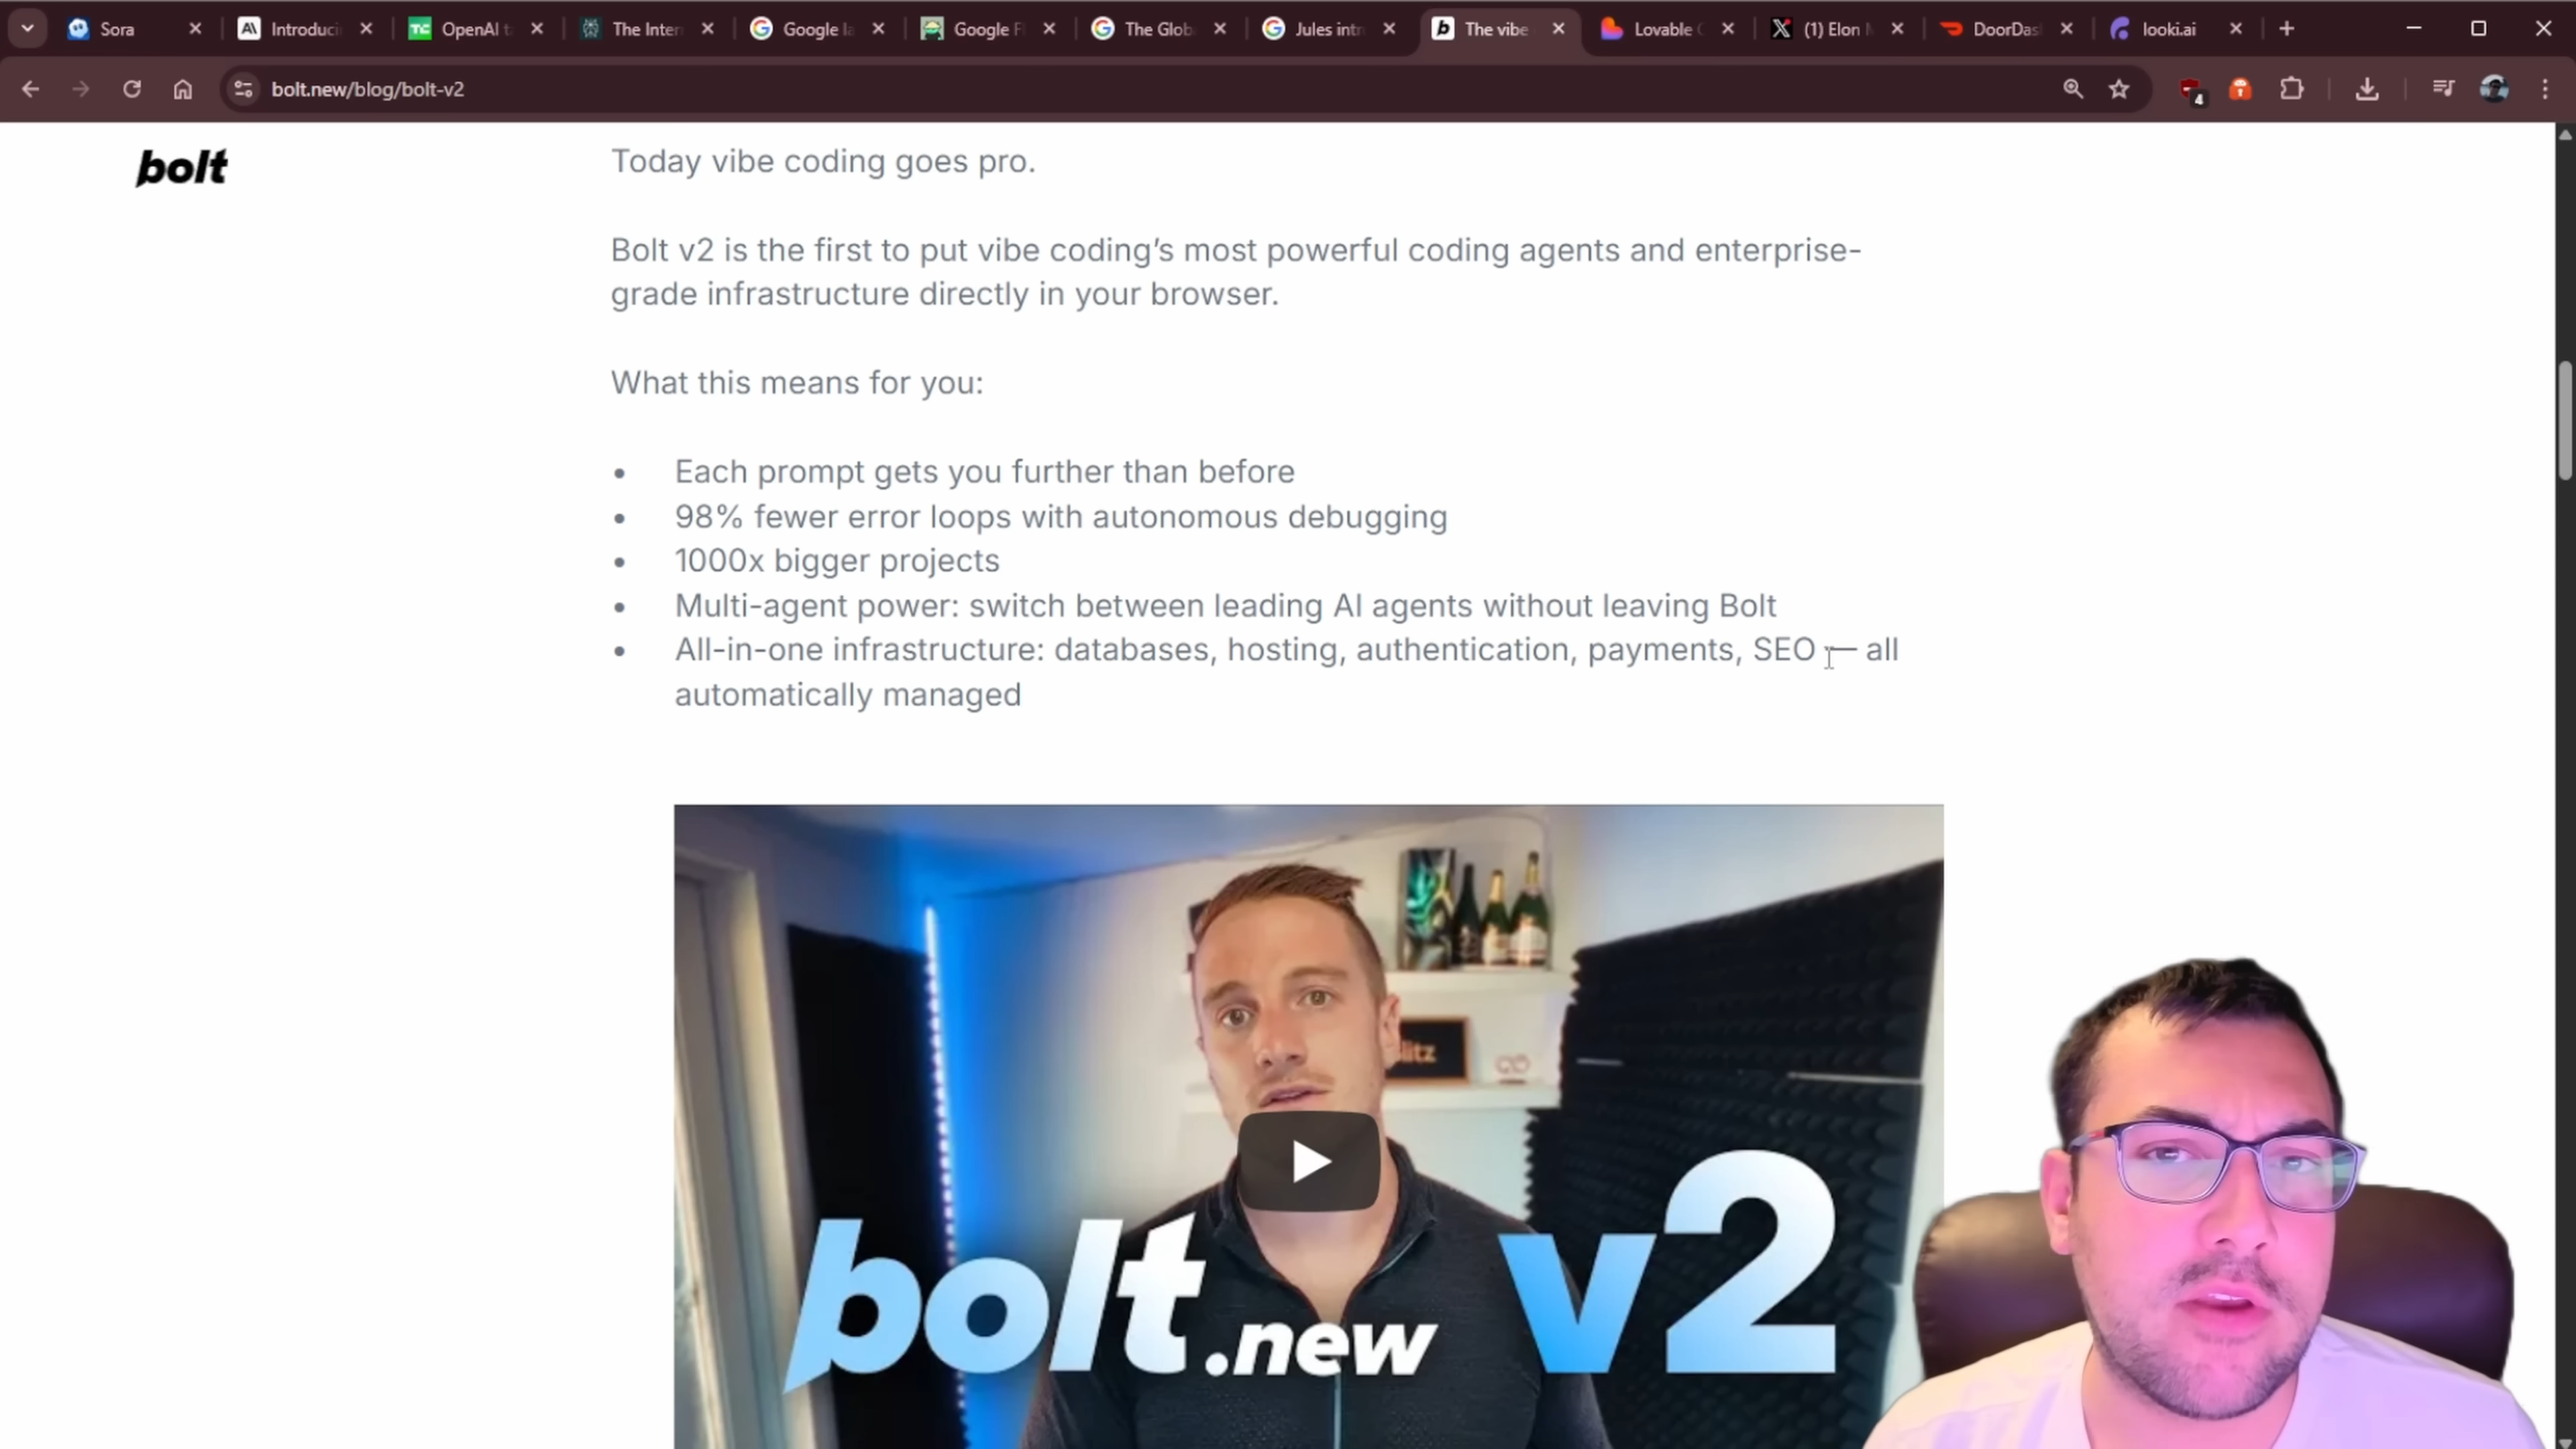 Sora
Introduci
OpenAI t
The Inter
Google la
Google Fl
The Glob
Jules intr
The vibe
Lovable
(1) Elon M
DoorDas
looki.ai
bolt.new/blog/bolt-v2
4
bolt
Today vibe coding goes pro.
Bolt v2 is the first to put vibe coding’s most powerful coding agents and enterprise-
grade infrastructure directly in your browser.
What this means for you:
• Each prompt gets you further than before
• 98% fewer error loops with autonomous debugging
• 1000x bigger projects
• Multi-agent power: switch between leading AI agents without leaving Bolt
• All-in-one infrastructure: databases, hosting, authentication, payments, SEO — all
automatically managed
litz
bolt.new v2